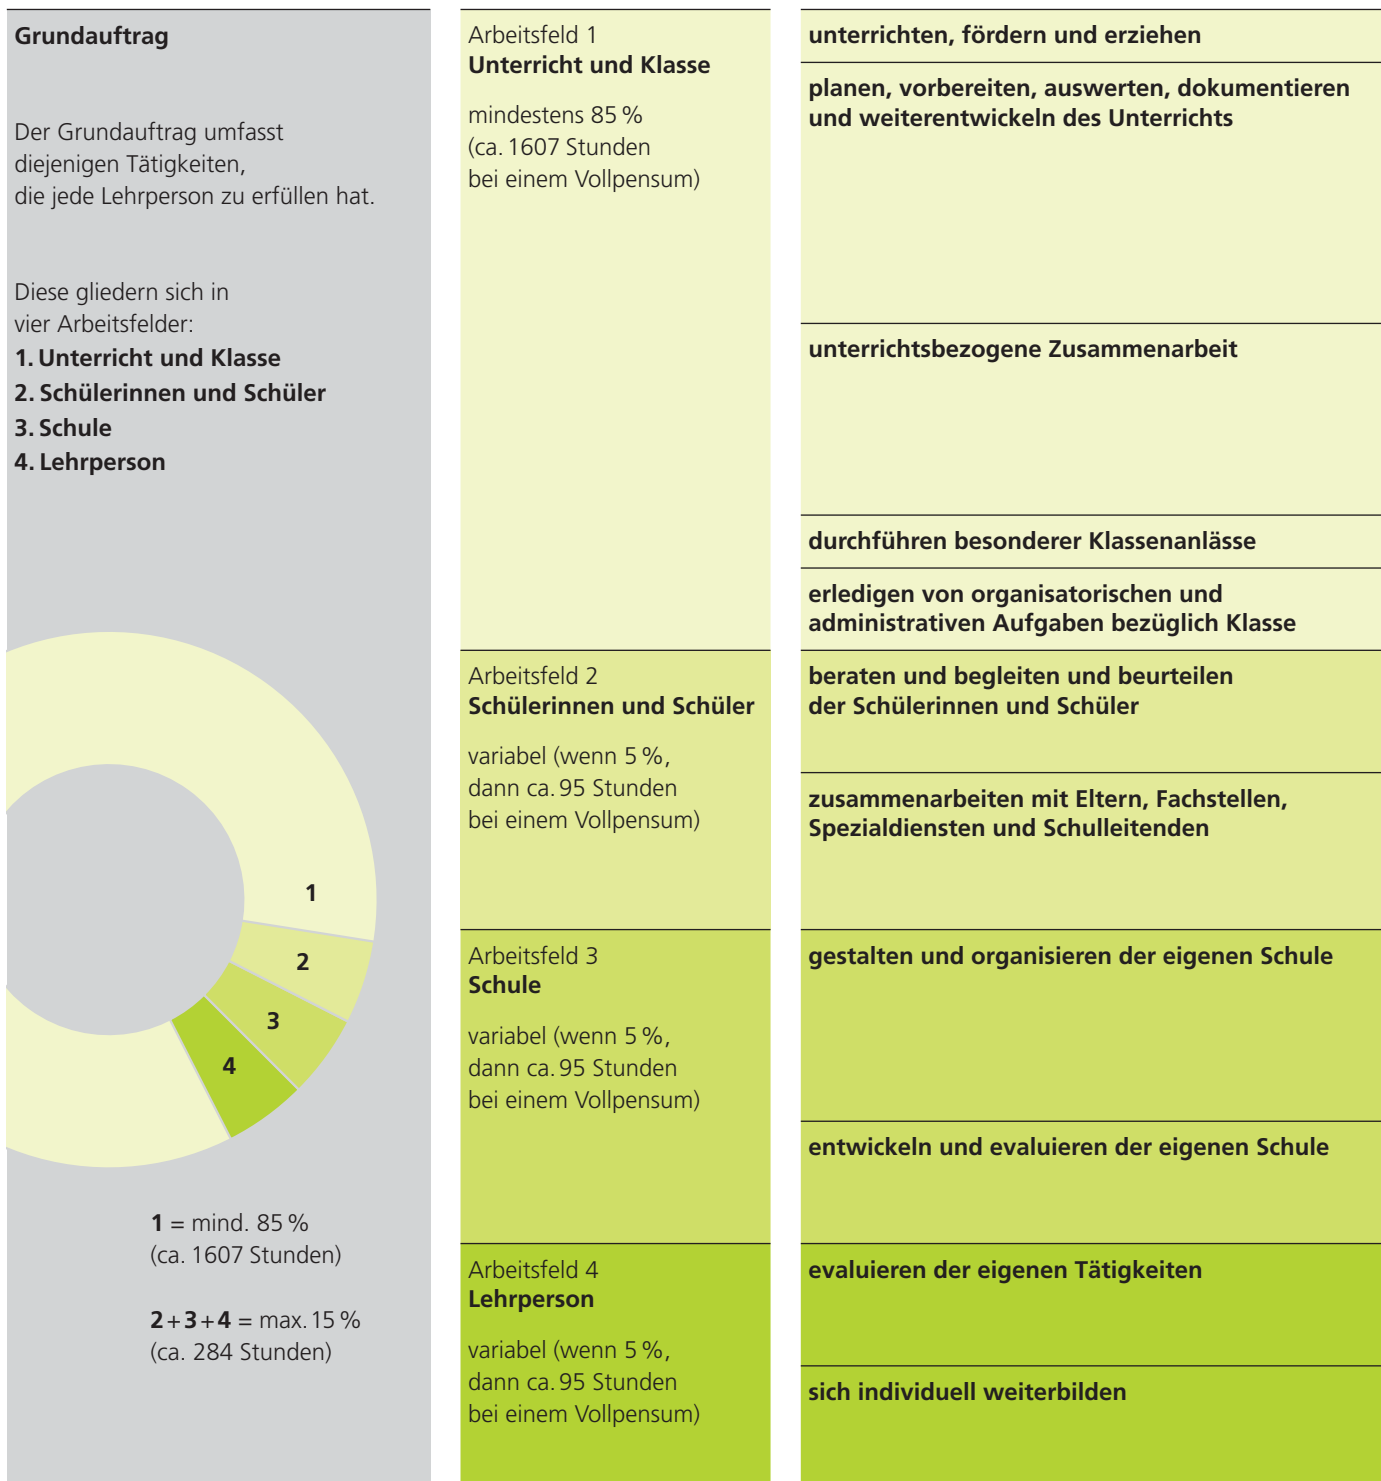 Grundauftrag
Der Grundauftrag umfasst
diejenigen Tätigkeiten,
die jede Lehrperson zu erfüllen hat.
Diese gliedern sich in
vier Arbeitsfelder:
1. Unterricht und Klasse
2. Schülerinnen und Schüler
3. Schule
4. Lehrperson
1
2
3
4
1 = mind. 85 %
(ca. 1607 Stunden)
2+3+4 = max. 15 %
(ca. 284 Stunden)
Arbeitsfeld 1
Unterricht und Klasse
mindestens 85 %
(ca. 1607 Stunden
bei einem Vollpensum)
unterrichten, fördern und erziehen
planen, vorbereiten, auswerten, dokumentieren
und weiterentwickeln des Unterrichts
unterrichtsbezogene Zusammenarbeit
durchführen besonderer Klassenanlässe
erledigen von organisatorischen und
administrativen Aufgaben bezüglich Klasse
Arbeitsfeld 2
Schülerinnen und Schüler
variabel (wenn 5 %,
dann ca. 95 Stunden
bei einem Vollpensum)
beraten und begleiten und beurteilen
der Schülerinnen und Schüler
zusammenarbeiten mit Eltern, Fachstellen,
Spezialdiensten und Schulleitenden
Arbeitsfeld 3
Schule
variabel (wenn 5 %,
dann ca. 95 Stunden
bei einem Vollpensum)
gestalten und organisieren der eigenen Schule
entwickeln und evaluieren der eigenen Schule
Arbeitsfeld 4
Lehrperson
variabel (wenn 5 %,
dann ca. 95 Stunden
bei einem Vollpensum)
evaluieren der eigenen Tätigkeiten
sich individuell weiterbilden